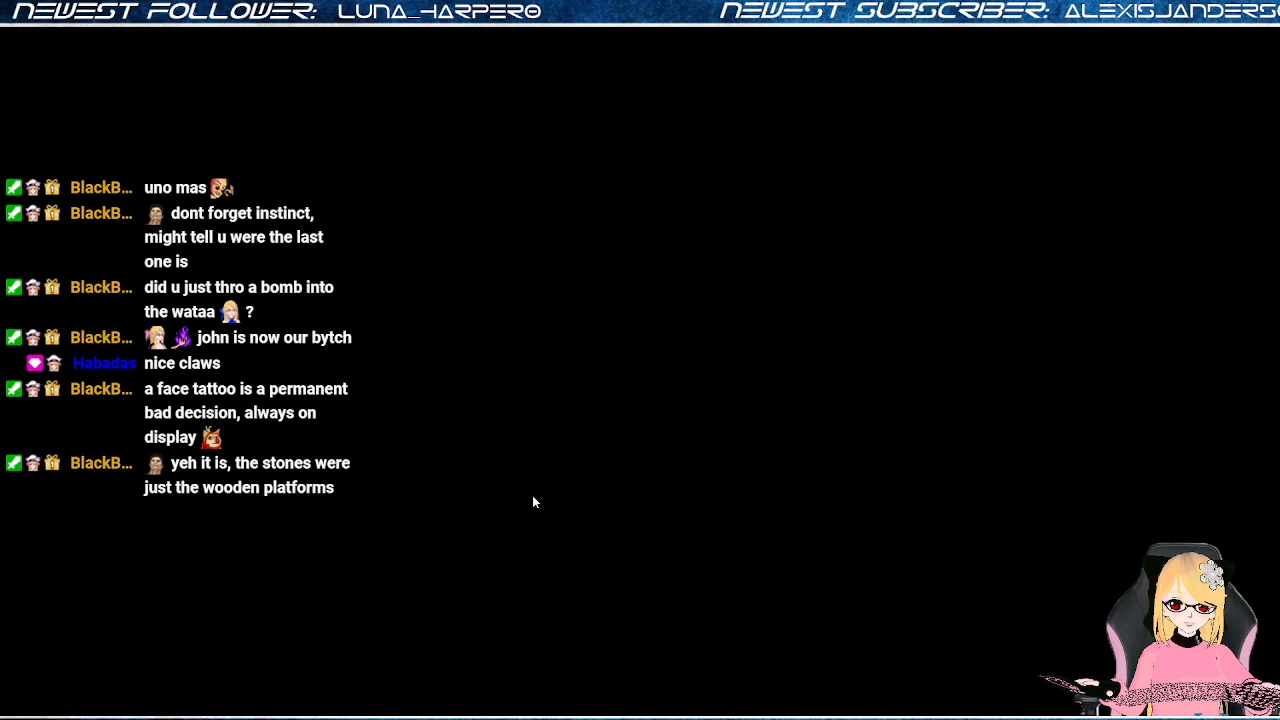 NEWEST FOLLOWER: LUNA_HARPER0 NEWEST SUBSCRIBER: ALEXISJANDERS
BlackB... uno mas
BlackB... dont forget instinct,
might tell u were the last
one is
BlackB... did u just thro a bomb into
the wataa ?
BlackB... john is now our bytch
Habadas nice claws
BlackB... a face tattoo is a permanent
bad decision, always on
display
BlackB... yeh it is, the stones were
just the wooden platforms